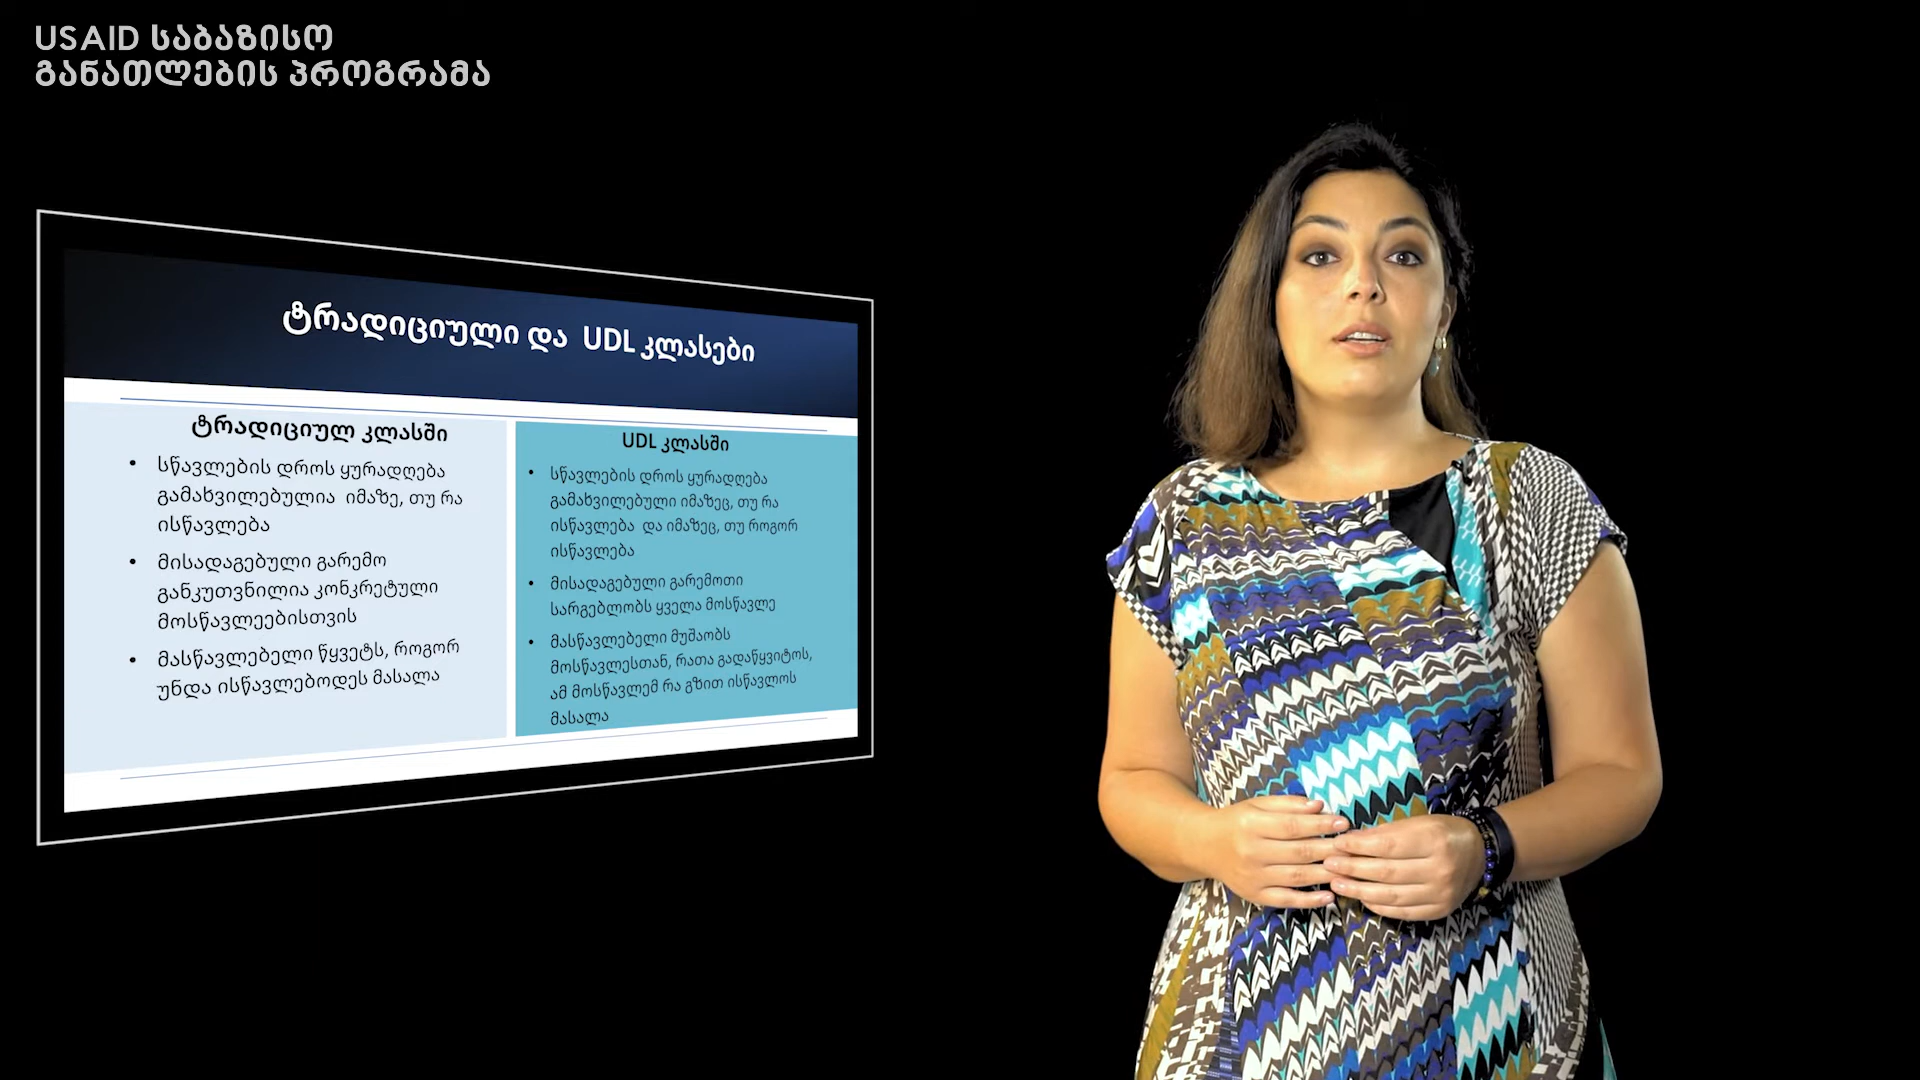 USAID ᲡᲐᲑᲐᲖᲘᲡᲝ
ᲒᲐᲜᲐᲗᲚᲔᲑᲘᲡ ᲞᲠᲝᲒᲠᲐᲛᲐ
ტრადიციული და UDL კლასები
ტრადიციულ კლასში
• სწავლების დროს ყურადღება
გამახვილებულია იმაზე, თუ რა
ისწავლება
• მისადაგებული გარემო
განკუთვნილია კონკრეტული
მოსწავლეებისთვის
• მასწავლებელი წყვეტს, როგორ
უნდა ისწავლებოდეს მასალა
UDL კლასში
• სწავლების დროს ყურადღება
გამახვილებული იმაზეც, თუ რა
ისწავლება და იმაზეც, თუ როგორ
ისწავლება
• მისადაგებული გარემოთი
სარგებლობს ყველა მოსწავლე
• მასწავლებელი მუშაობს
მოსწავლესთან, რათა გადაწყვიტოს,
ამ მოსწავლემ რა გზით ისწავლოს
მასალა